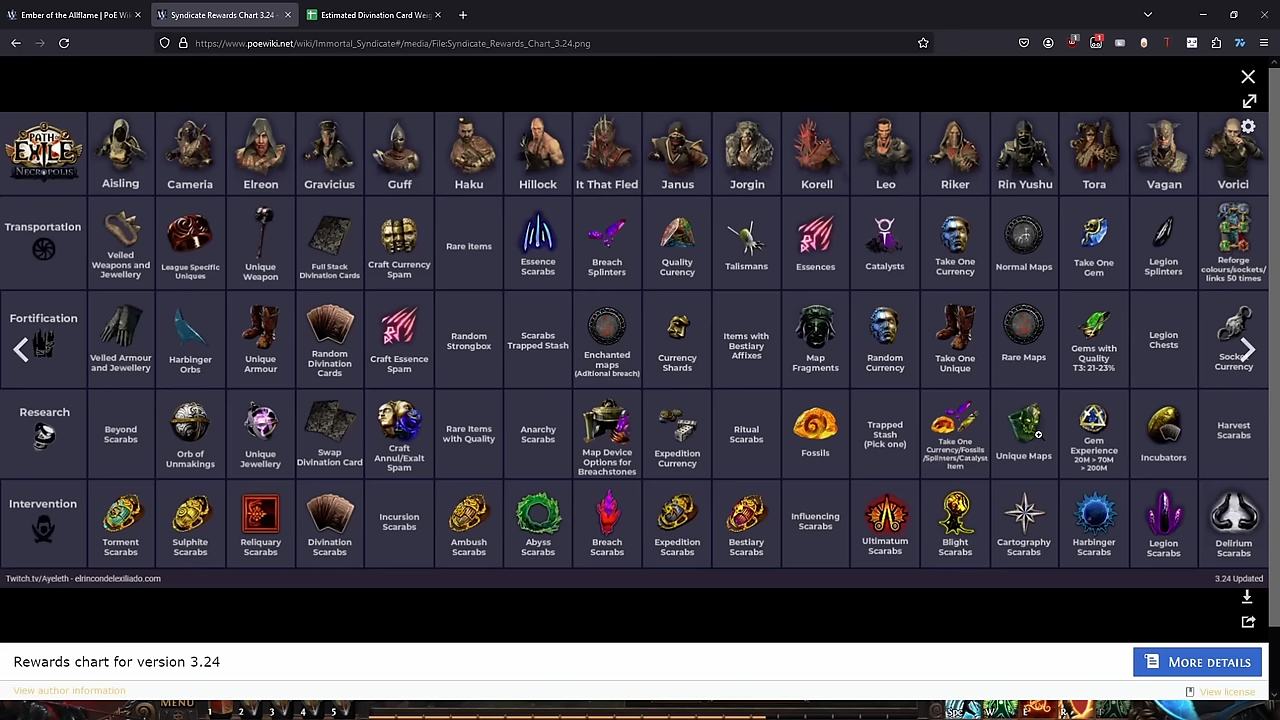 Ember of the Allflame | PoE Wi
Syndicate Rewards Chart 3.24 -
Estimated Divination Card Weig
https://www.poewiki.net/wiki/Immortal_Syndicate#/media/File:Syndicate_Rewards_Chart_3.24.png
PATH OF EXILE
NECROPOLIS
Aisling
Cameria
Elreon
Gravicius
Guff
Haku
Hillock
It That Fled
Janus
Jorgin
Korell
Leo
Riker
Rin Yushu
Tora
Vagan
Vorici
Transportation
Veiled
Weapons and
Jewellery
League Specific
Uniques
Unique
Weapon
Full Stack
Divination Cards
Craft Currency
Spam
Rare items
Essence
Scarabs
Breach
Splinters
Quality
Curency
Talismans
Essences
Catalysts
Take One
Currency
Normal Maps
Take One
Gem
Legion
Splinters
Reforge
colours/sockets/
links 50 times
Fortification
Veiled Armour
and Jewellery
Harbinger
Orbs
Unique
Armour
Random
Divination
Cards
Craft Essence
Spam
Random
Strongbox
Scarabs
Trapped Stash
Enchanted
maps
(Aditional breach)
Currency
Shards
Items with
Bestiary
Affixes
Map
Fragments
Random
Currency
Take One
Unique
Rare Maps
Gems with
Quality
T3: 21-23%
Legion
Chests
Currency
Research
Beyond
Scarabs
Orb of
Unmakings
Unique
Jewellery
Swap
Divination Card
Craft
Annul/Exalt
Spam
Rare Items
with Quality
Anarchy
Scarabs
Map Device
Options for
Breachstones
Expedition
Currency
Ritual
Scarabs
Fossils
Trapped
Stash
(Pick one)
Take One
Currency/Fossils
/Splinters/Catalyst
Item
Unique Maps
Gem
Experience
20M > 70M
> 200M
Incubators
Harvest
Scarabs
Intervention
Torment
Scarabs
Sulphite
Scarabs
Reliquary
Scarabs
Divination
Scarabs
Incursion
Scarabs
Ambush
Scarabs
Abyss
Scarabs
Breach
Scarabs
Expedition
Scarabs
Bestiary
Scarabs
Influencing
Scarabs
Ultimatum
Scarabs
Blight
Scarabs
Cartography
Scarabs
Harbinger
Scarabs
Legion
Scarabs
Delirium
Scarabs
Twitch.tv/Ayeleth - elrincondelexiliado.com
3.24 Updated
Rewards chart for version 3.24
MORE DETAILS
View author information
View license
MENU
1 2 3 4 5